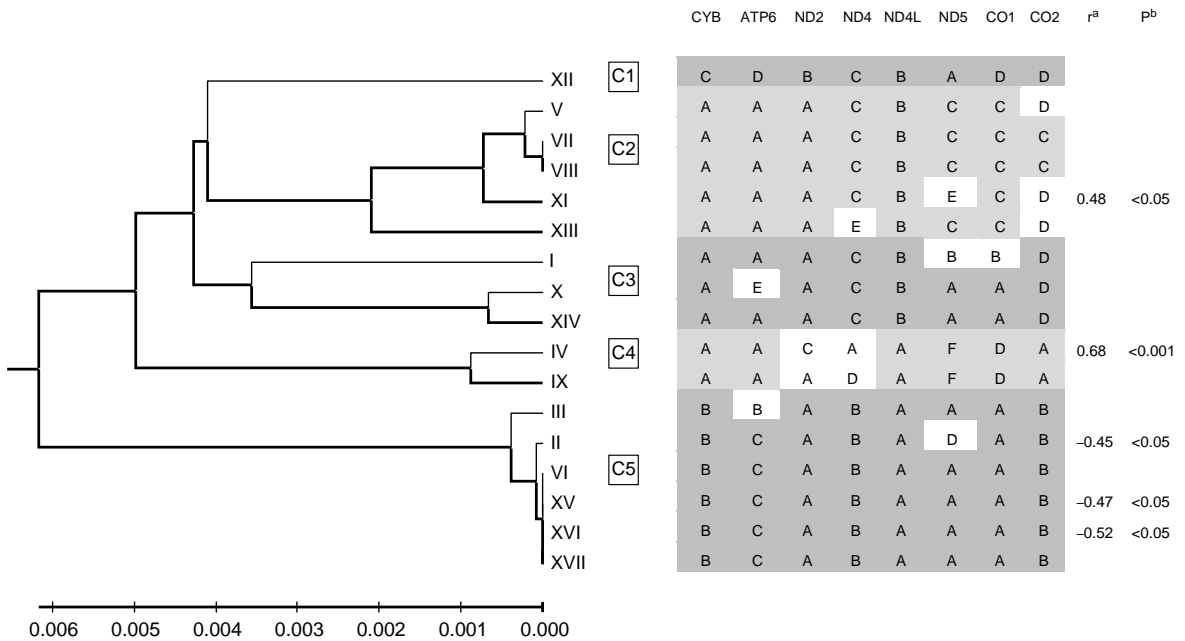 CYB ATP6 ND2 ND4 ND4L ND5 CO1 CO2 rᵃ Pᵇ
XII C1 C D B C B A D D
V A A A C B C C D
VII A A A C B C C C
C2
VIII A A A C B C C C
XI A A A C B E C D 0.48 <0.05
XIII A A A E B C C D
I A A A C B B B D
C3
X A E A C B A A D
XIV A A A C B A A D
IV C4 A A C A A F D A 0.68 <0.001
IX A A A D A F D A
III B B A B A A A B
II B C A B A D A B –0.45 <0.05
VI C5 B C A B A A A B
XV B C A B A A A B –0.47 <0.05
XVI B C A B A A A B –0.52 <0.05
XVII B C A B A A A B
0.006 0.005 0.004 0.003 0.002 0.001 0.000